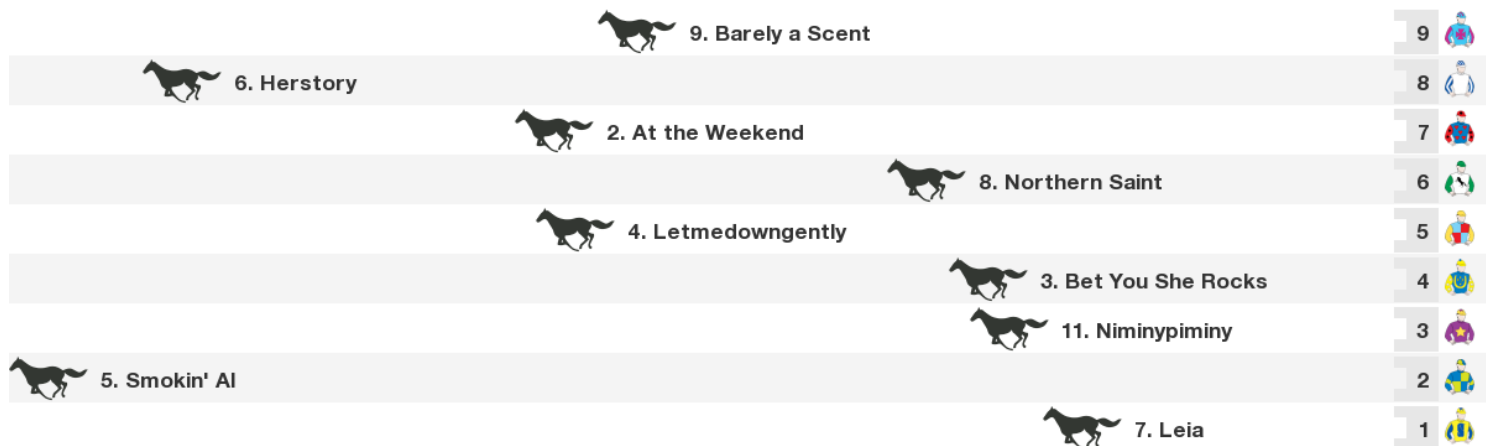 9. Barely a Scent 9
6. Herstory 8
2. At the Weekend 7
8. Northern Saint 6
4. Letmedowngently 5
3. Bet You She Rocks 4
11. Niminypiminy 3
5. Smokin' Al 2
7. Leia 1